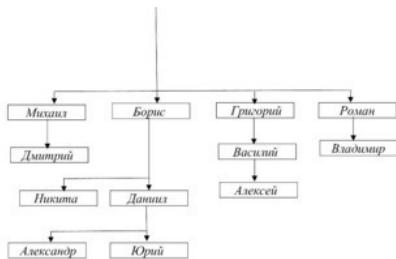 Михаил Борис Григорий Роман
Дмитрий Василий Владимир
Никита Даниил Алексей
Александр Юрий